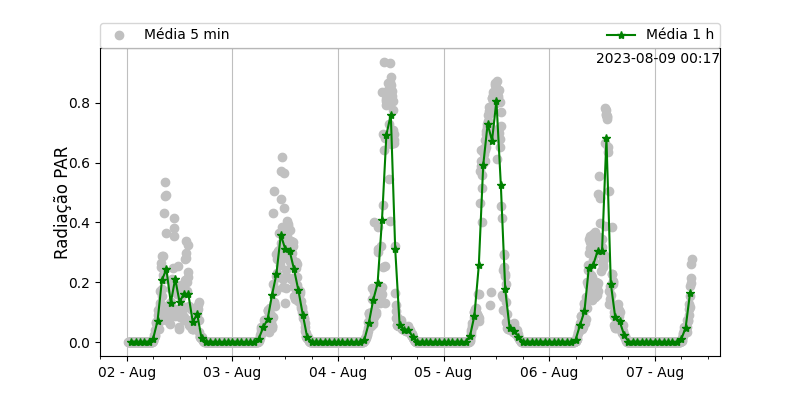 Média 5 min
Média 1 h
2023-08-09 00:17
Radiação PAR
0.8
0.6
0.4
0.2
0.0
02 - Aug
03 - Aug
04 - Aug
05 - Aug
06 - Aug
07 - Aug